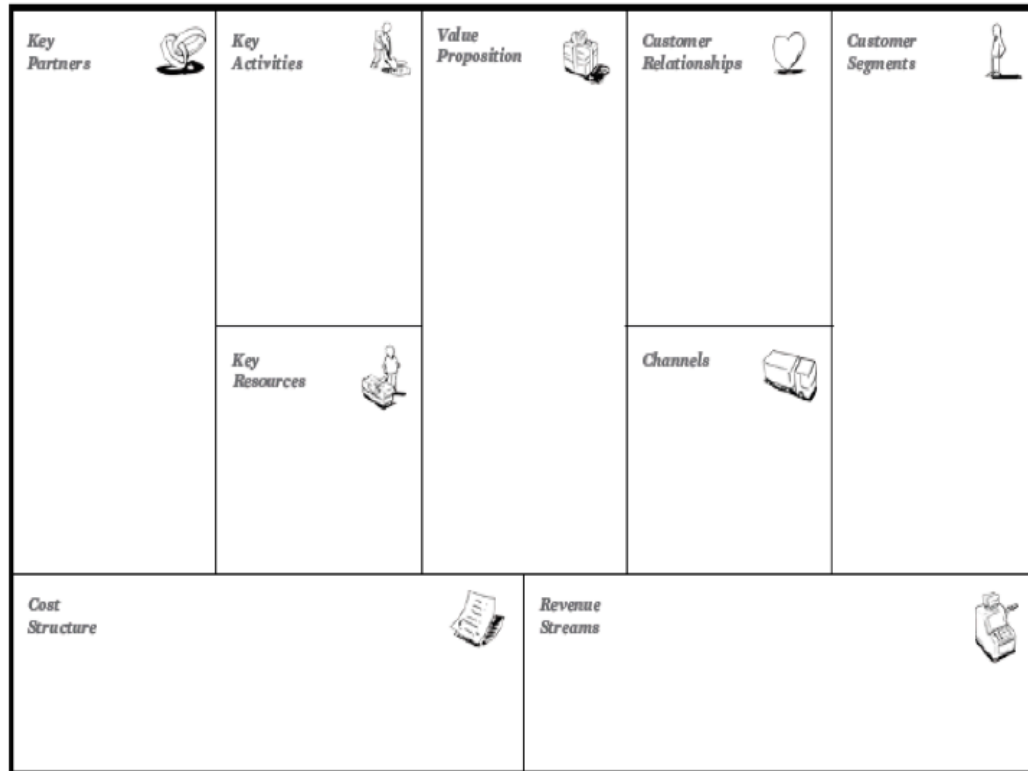 Key
Partners
Key
Activities
Value
Proposition
Customer
Relationships
Customer
Segments
Key
Resources
Channels
Cost
Structure
Revenue
Streams